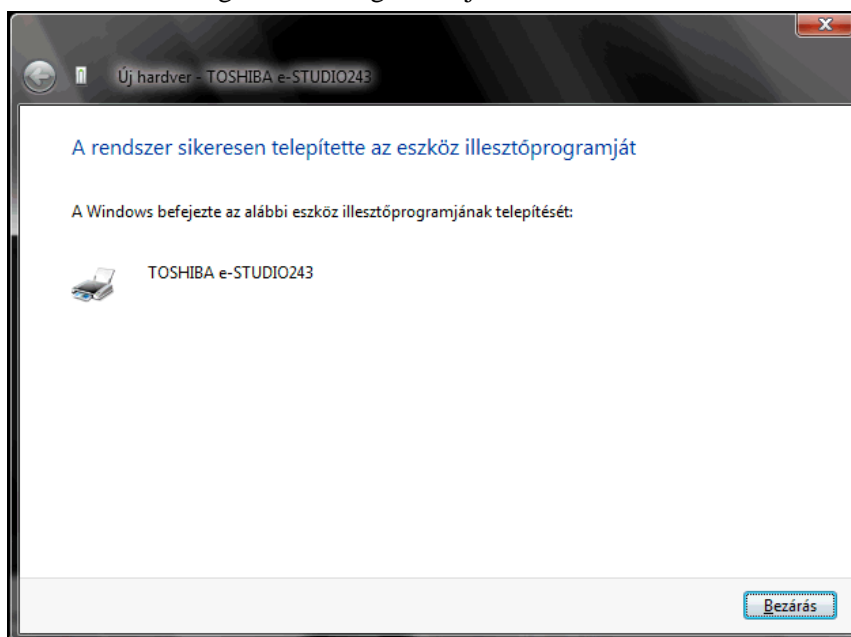 Új hardver - TOSHIBA e-STUDIO243
A rendszer sikeresen telepítette az eszköz illesztőprogramját
A Windows befejezte az alábbi eszköz illesztőprogramjának telepítését:
TOSHIBA e-STUDIO243
Bezárás